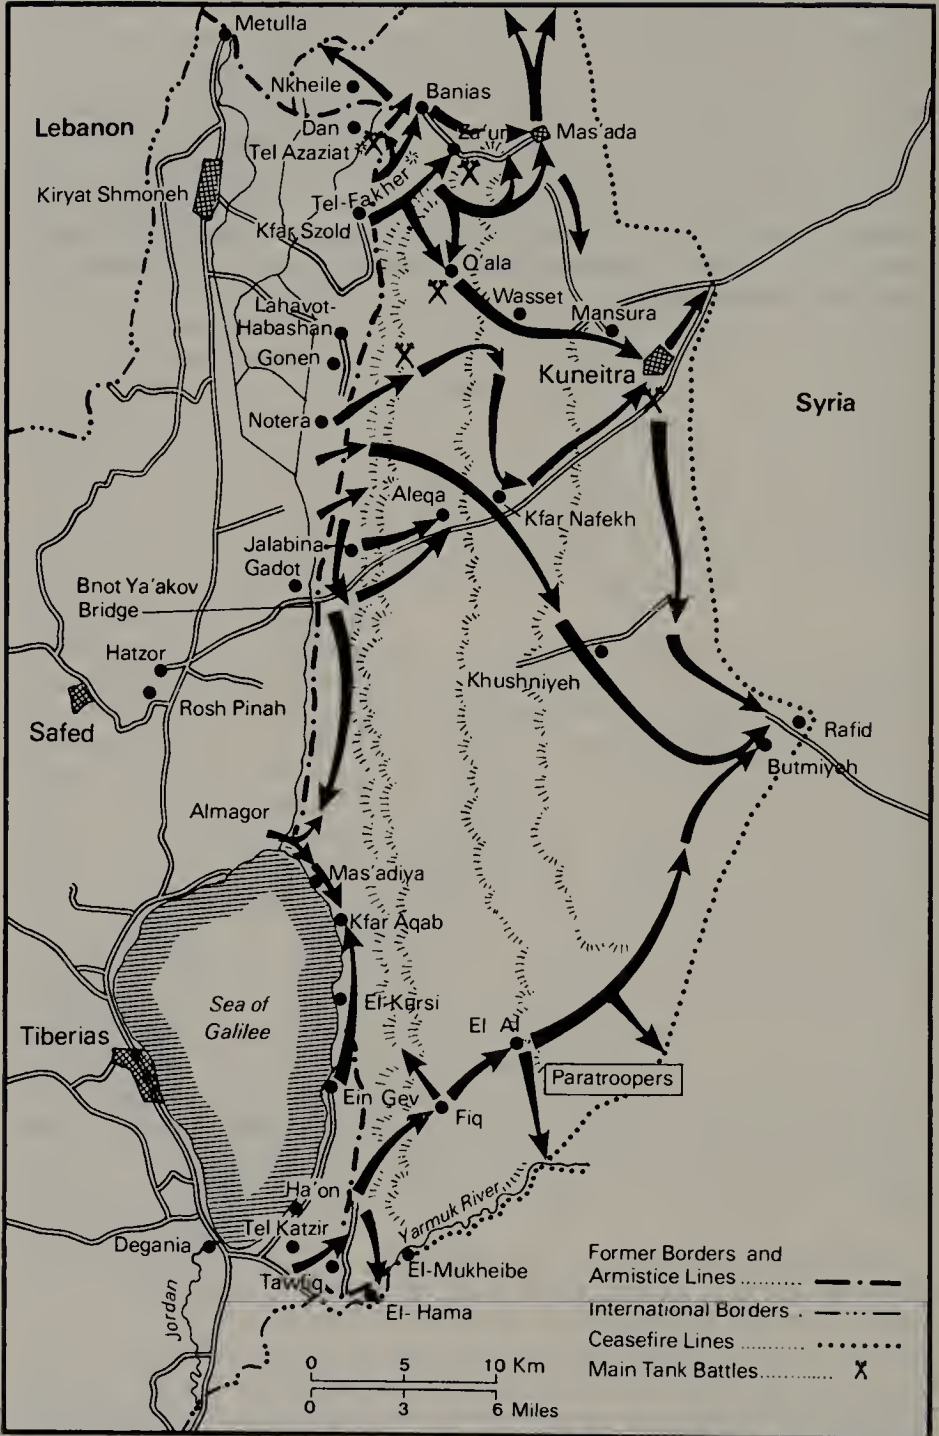 Metulla
Nkheile
Banias
Lebanon
Dan
Za'ura
Mas'ada
Tel Azaziat
Kiryat Shmoneh
Tel-Fakher
Kfar Szold
Q'ala
Wasset
Lahavot-
Habashan
Mansura
Gonen
Kuneitra
Syria
Notera
Aleqa
Kfar Nafekh
Jalabina
Gadot
Bnot Ya'akov
Bridge
Hatzor
Khushniyeh
Rosh Pinah
Safed
Rafid
Butmiyeh
Almagor
Mas'adiya
Kfar Aqab
Sea of
Galilee
El-Kursi
El Al
Tiberias
Paratroopers
Ein Gev
Fiq
Ha'on
Yarmuk River
Tel Katzir
Degania
El-Mukheibe
Tawfiq
El-Hama
Jordan
Former Borders and
Armistice Lines ..........
International Borders .
Ceasefire Lines ...........
Main Tank Battles............
0 5 10 Km
0 3 6 Miles